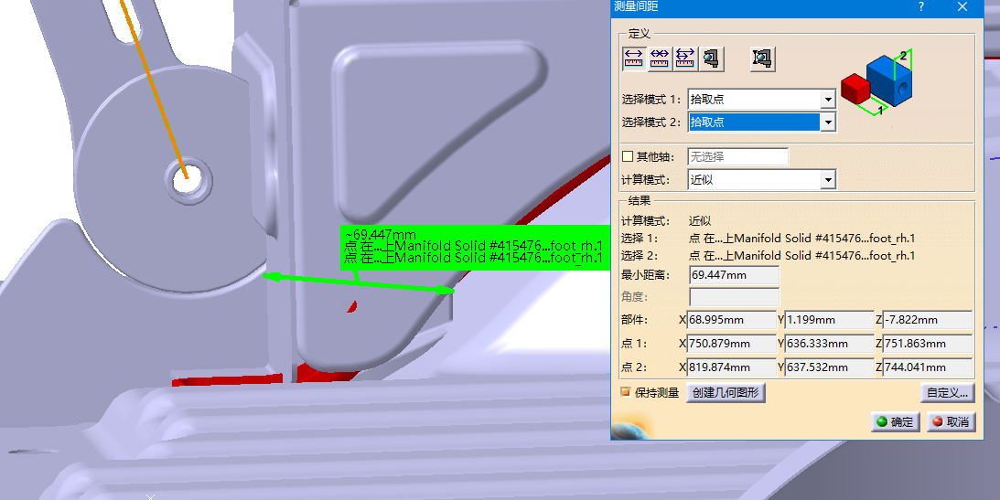 测量间距
?
定义
2
1
选择模式 1:
拾取点
选择模式 2:
拾取点
其他轴:
无选择
计算模式:
近似
结果
计算模式:
近似
选择 1:
点 在...上Manifold Solid #415476...foot_rh.1
选择 2:
点 在...上Manifold Solid #415476...foot_rh.1
最小距离:
69.447mm
角度:
部件: X 68.995mm Y 1.199mm Z -7.822mm
点 1: X 750.879mm Y 636.333mm Z 751.863mm
点 2: X 819.874mm Y 637.532mm Z 744.041mm
保持测量 创建几何图形 自定义...
确定 取消
~69.447mm
点 在...上Manifold Solid #415476...foot_rh.1
点 在...上Manifold Solid #415476...foot_rh.1